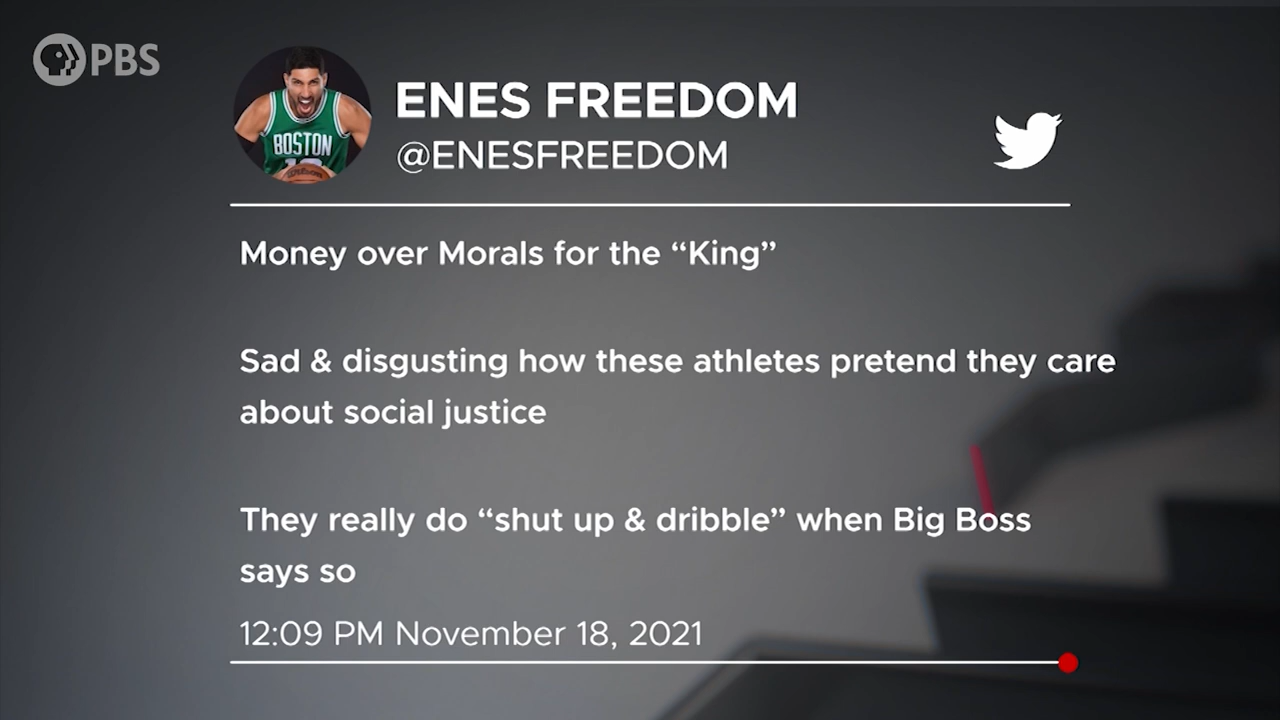 PBS
ENES FREEDOM
@ENESFREEDOM
BOSTON
Money over Morals for the “King”
Sad & disgusting how these athletes pretend they care
about social justice
They really do “shut up & dribble” when Big Boss
says so
12:09 PM November 18, 2021